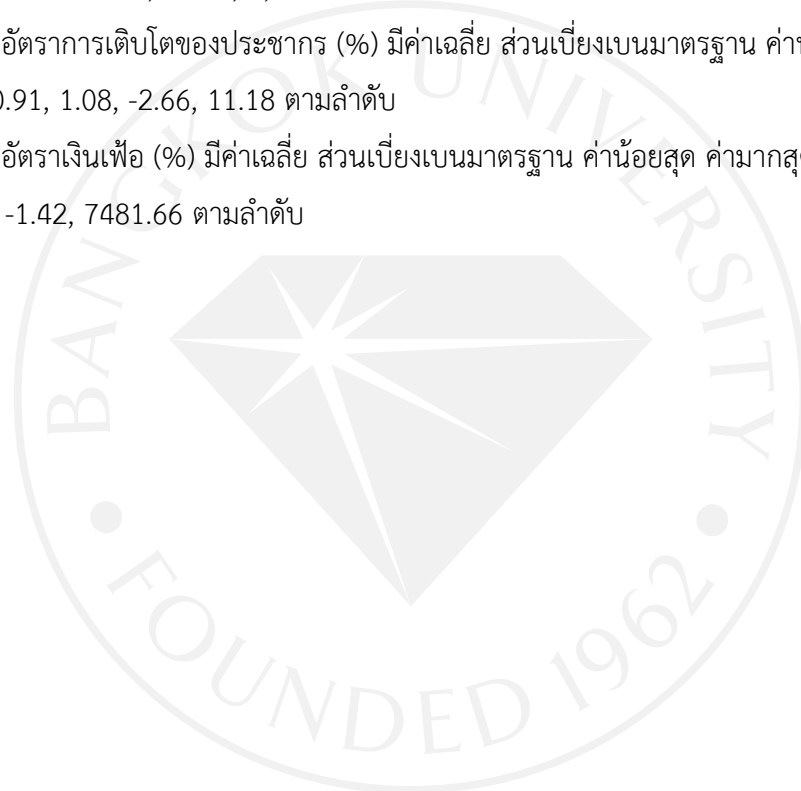 อัตราการเติบโตของประชากร (%) มีค่าเฉลี่ย ส่วนเบี่ยงเบนมาตรฐาน
0.91, 1.08, -2.66, 11.18 ตามลำดับ
อัตราเงินเฟ้อ (%) มีค่าเฉลี่ย ส่วนเบี่ยงเบนมาตรฐาน ค่าน้อยสุด ค่ามากสุด
-1.42, 7481.66 ตามลำดับ
BANGKOK UNIVERSITY
FOUNDED 1962